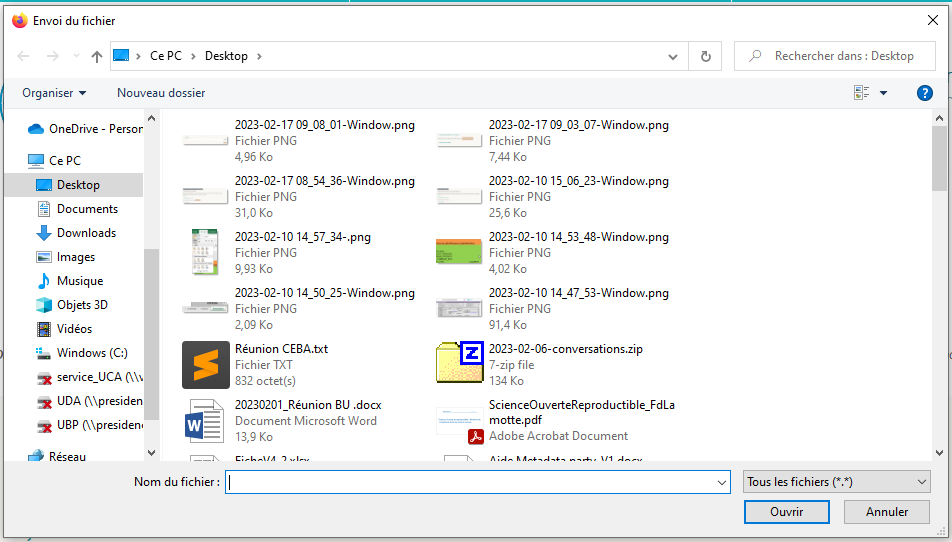 Envoi du fichier
Ce PC > Desktop >
Rechercher dans : Desktop
Organiser
Nouveau dossier
?
OneDrive - Person
Ce PC
Desktop
Documents
Downloads
Images
Musique
Objets 3D
Vidéos
Windows (C:)
service_UCA (\\v
UDA (\\presiden
UBP (\\presidenc
Réseau
2023-02-17 09_08_01-Window.png
Fichier PNG
4,96 Ko
2023-02-17 09_03_07-Window.png
Fichier PNG
7,44 Ko
2023-02-17 08_54_36-Window.png
Fichier PNG
31,0 Ko
2023-02-10 15_06_23-Window.png
Fichier PNG
25,6 Ko
2023-02-10 14_57_34-.png
Fichier PNG
9,93 Ko
2023-02-10 14_53_48-Window.png
Fichier PNG
4,02 Ko
2023-02-10 14_50_25-Window.png
Fichier PNG
2,09 Ko
2023-02-10 14_47_53-Window.png
Fichier PNG
91,4 Ko
Réunion CEBA.txt
Fichier TXT
832 octet(s)
2023-02-06-conversations.zip
7-zip file
134 Ko
20230201_Réunion BU .docx
Document Microsoft Word
13,9 Ko
ScienceOuverteReproductible_FdLa
motte.pdf
Adobe Acrobat Document
FicheV4_2.xlsx
Aide Metadata party_V1.docx
Nom du fichier :
Tous les fichiers (*.*)
Ouvrir
Annuler